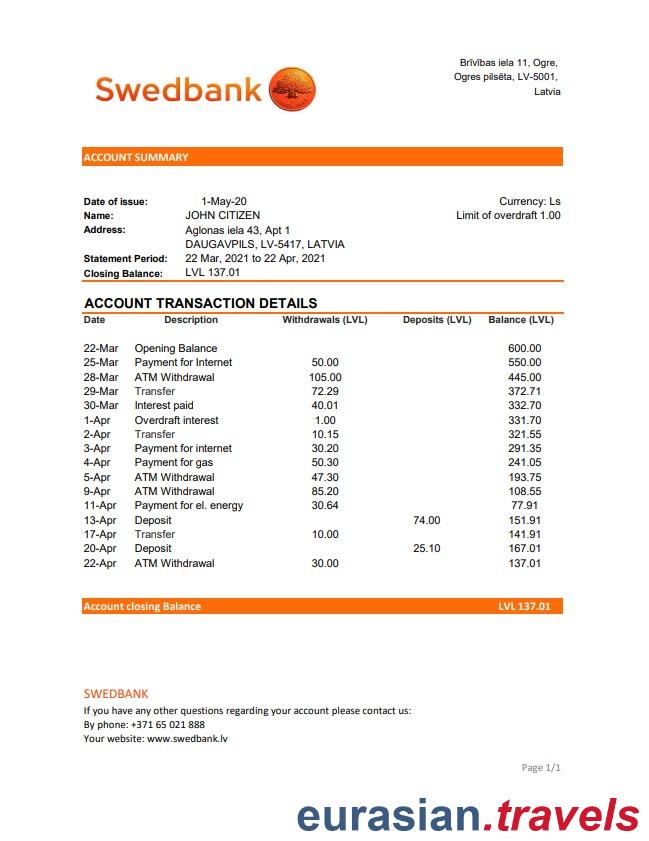 Swedbank
Brīvības iela 11, Ogre,
Ogres pilsēta, LV-5001,
Latvia
ACCOUNT SUMMARY
Date of issue: 1-May-20 Currency: Ls
Name: JOHN CITIZEN Limit of overdraft 1.00
Address: Aglonas iela 43, Apt 1
DAUGAVPILS, LV-5417, LATVIA
Statement Period: 22 Mar, 2021 to 22 Apr, 2021
Closing Balance: LVL 137.01
ACCOUNT TRANSACTION DETAILS
Date Description Withdrawals (LVL) Deposits (LVL) Balance (LVL)
22-Mar Opening Balance 600.00
25-Mar Payment for Internet 50.00 550.00
28-Mar ATM Withdrawal 105.00 445.00
29-Mar Transfer 72.29 372.71
30-Mar Interest paid 40.01 332.70
1-Apr Overdraft interest 1.00 331.70
2-Apr Transfer 10.15 321.55
3-Apr Payment for internet 30.20 291.35
4-Apr Payment for gas 50.30 241.05
5-Apr ATM Withdrawal 47.30 193.75
9-Apr ATM Withdrawal 85.20 108.55
11-Apr Payment for el. energy 30.64 77.91
13-Apr Deposit 74.00 151.91
17-Apr Transfer 10.00 141.91
20-Apr Deposit 25.10 167.01
22-Apr ATM Withdrawal 30.00 137.01
Account closing Balance LVL 137.01
SWEDBANK
If you have any other questions regarding your account please contact us:
By phone: +371 65 021 888
Your website: www.swedbank.lv
Page 1/1
eurasian.travels